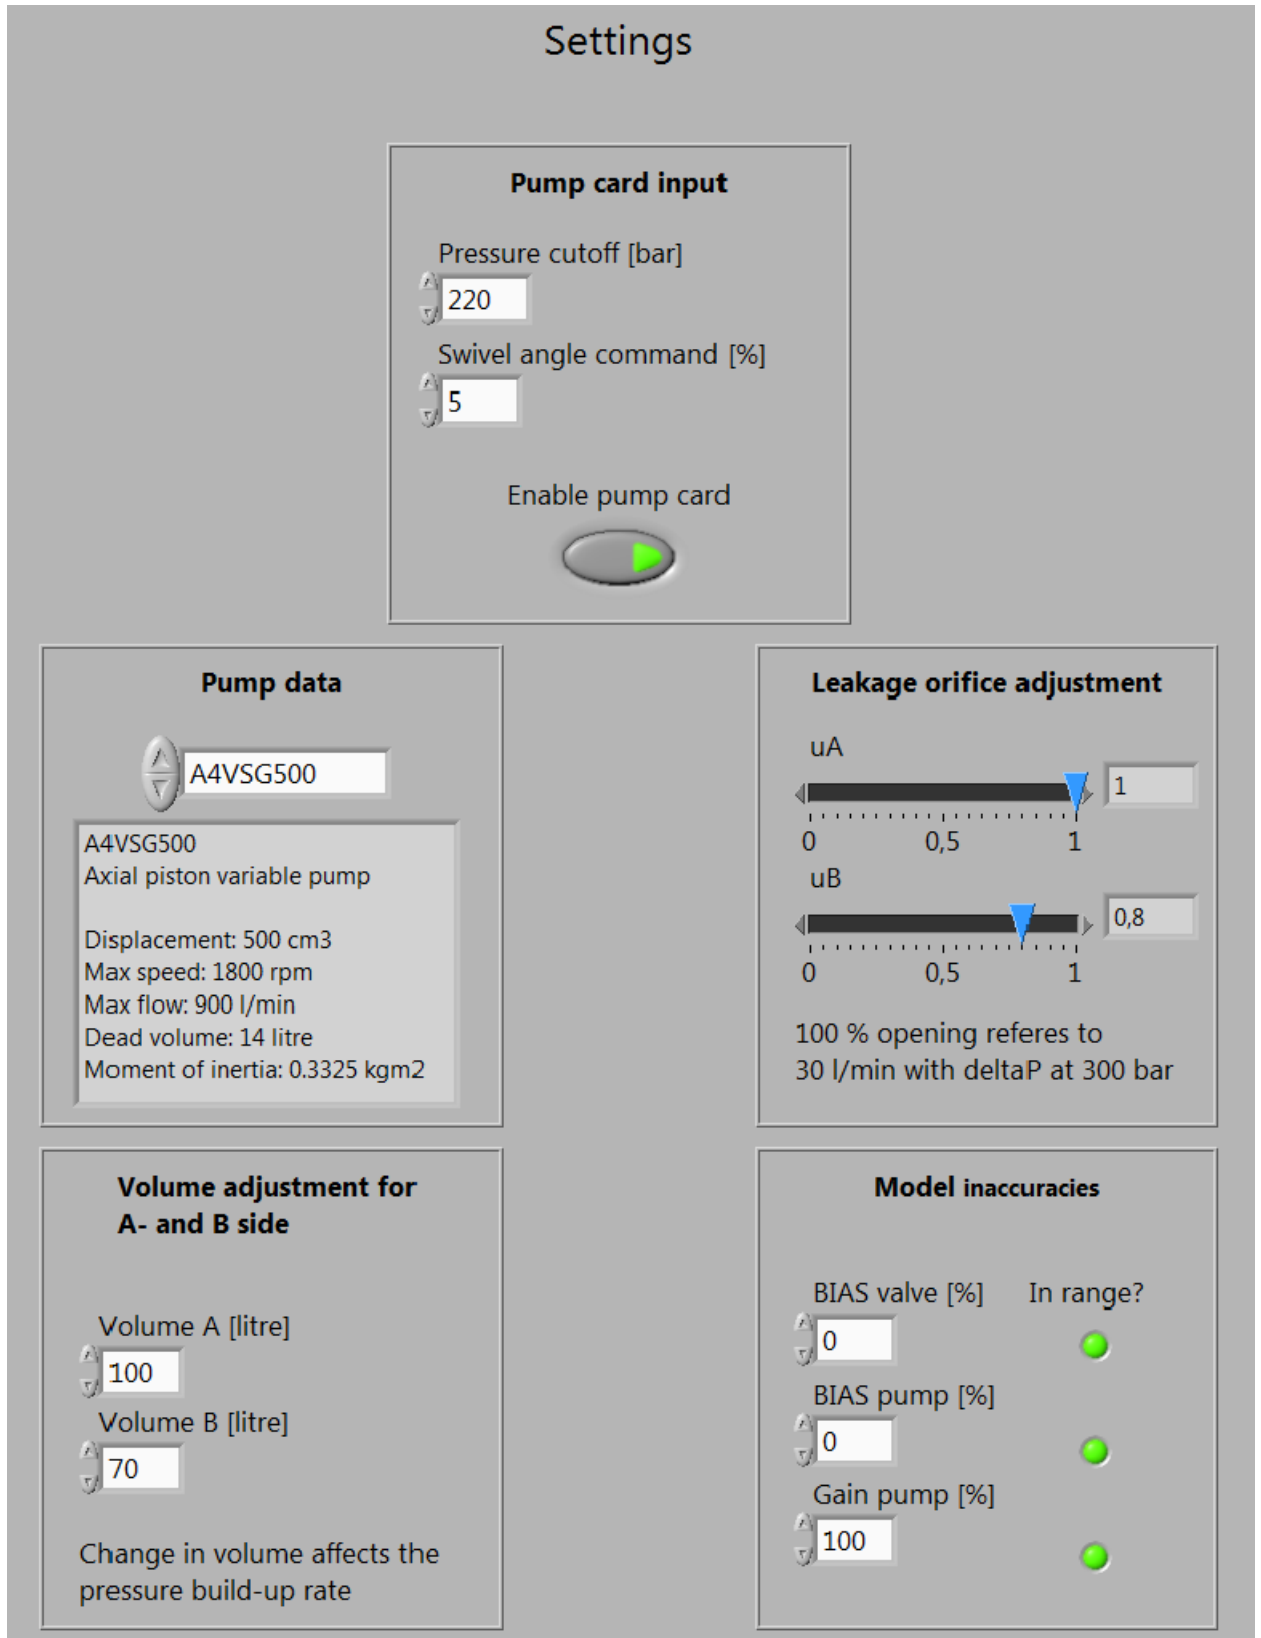 Settings
Pump card input
Pressure cutoff [bar]
220
Swivel angle command [%]
5
Enable pump card
Pump data
A4VSG500
A4VSG500
Axial piston variable pump
Displacement: 500 cm3
Max speed: 1800 rpm
Max flow: 900 l/min
Dead volume: 14 litre
Moment of inertia: 0.3325 kgm2
Leakage orifice adjustment
uA
1
0 0,5 1
uB
0,8
0 0,5 1
100 % opening referes to
30 l/min with deltaP at 300 bar
Volume adjustment for
A- and B side
Volume A [litre]
100
Volume B [litre]
70
Change in volume affects the
pressure build-up rate
Model inaccuracies
BIAS valve [%] In range?
0
BIAS pump [%]
0
Gain pump [%]
100